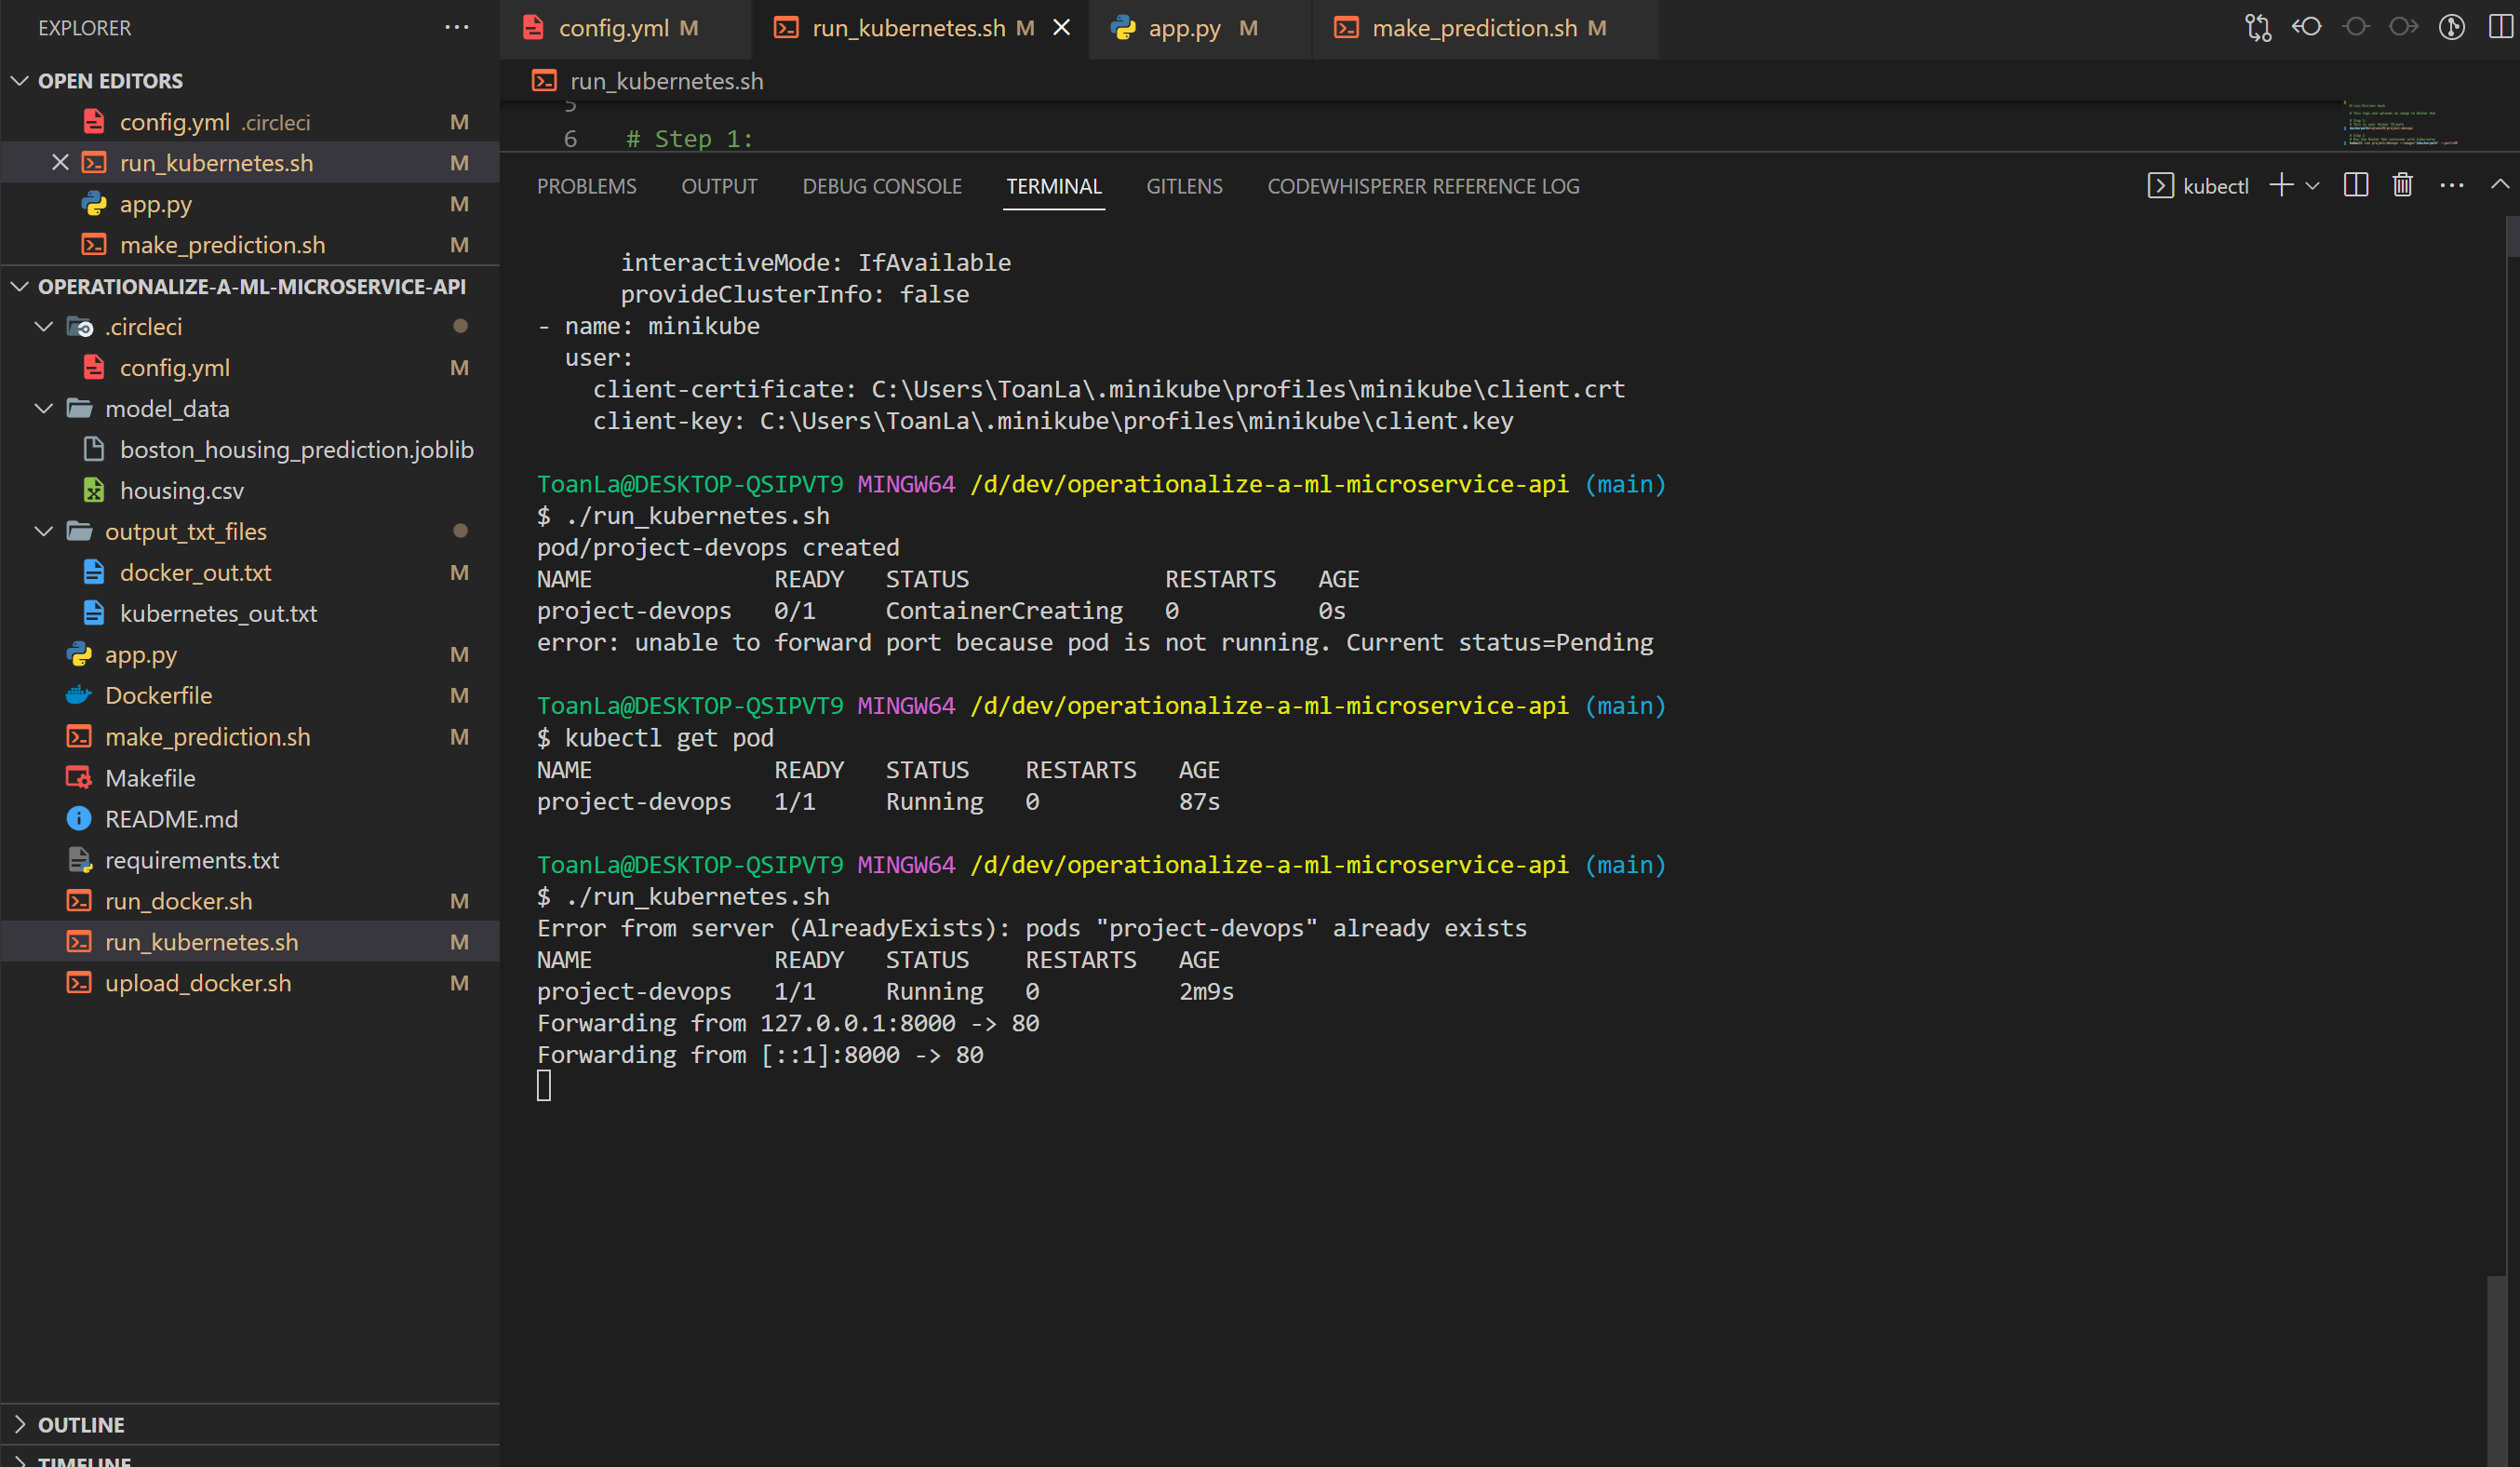 EXPLORER
OPEN EDITORS
config.yml .circleci M
run_kubernetes.sh M
app.py M
make_prediction.sh M
OPERATIONALIZE-A-ML-MICROSERVICE-API
.circleci
config.yml M
model_data
boston_housing_prediction.joblib
housing.csv
output_txt_files
docker_out.txt M
kubernetes_out.txt
app.py M
Dockerfile M
make_prediction.sh M
Makefile
README.md
requirements.txt
run_docker.sh M
run_kubernetes.sh M
upload_docker.sh M
OUTLINE
TIMELINE
config.yml M run_kubernetes.sh M app.py M make_prediction.sh M
run_kubernetes.sh
5
6 # Step 1:
PROBLEMS OUTPUT DEBUG CONSOLE TERMINAL GITLENS CODEWHISPERER REFERENCE LOG kubectl
interactiveMode: IfAvailable
provideClusterInfo: false
- name: minikube
user:
client-certificate: C:\Users\ToanLa\.minikube\profiles\minikube\client.crt
client-key: C:\Users\ToanLa\.minikube\profiles\minikube\client.key
ToanLa@DESKTOP-QSIPVT9 MINGW64 /d/dev/operationalize-a-ml-microservice-api (main)
$ ./run_kubernetes.sh
pod/project-devops created
NAME READY STATUS RESTARTS AGE
project-devops 0/1 ContainerCreating 0 0s
error: unable to forward port because pod is not running. Current status=Pending
ToanLa@DESKTOP-QSIPVT9 MINGW64 /d/dev/operationalize-a-ml-microservice-api (main)
$ kubectl get pod
NAME READY STATUS RESTARTS AGE
project-devops 1/1 Running 0 87s
ToanLa@DESKTOP-QSIPVT9 MINGW64 /d/dev/operationalize-a-ml-microservice-api (main)
$ ./run_kubernetes.sh
Error from server (AlreadyExists): pods "project-devops" already exists
NAME READY STATUS RESTARTS AGE
project-devops 1/1 Running 0 2m9s
Forwarding from 127.0.0.1:8000 -> 80
Forwarding from [::1]:8000 -> 80